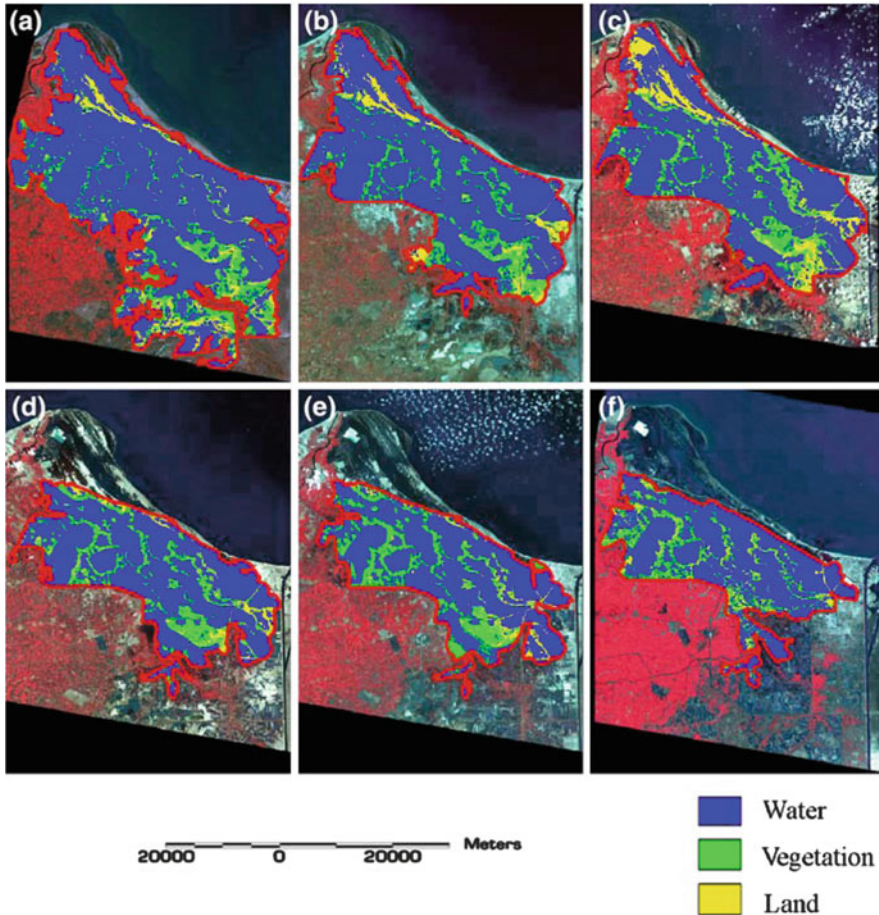 (a)
(b)
(c)
(d)
(e)
(f)
20000 0 20000 Meters
Water
Vegetation
Land